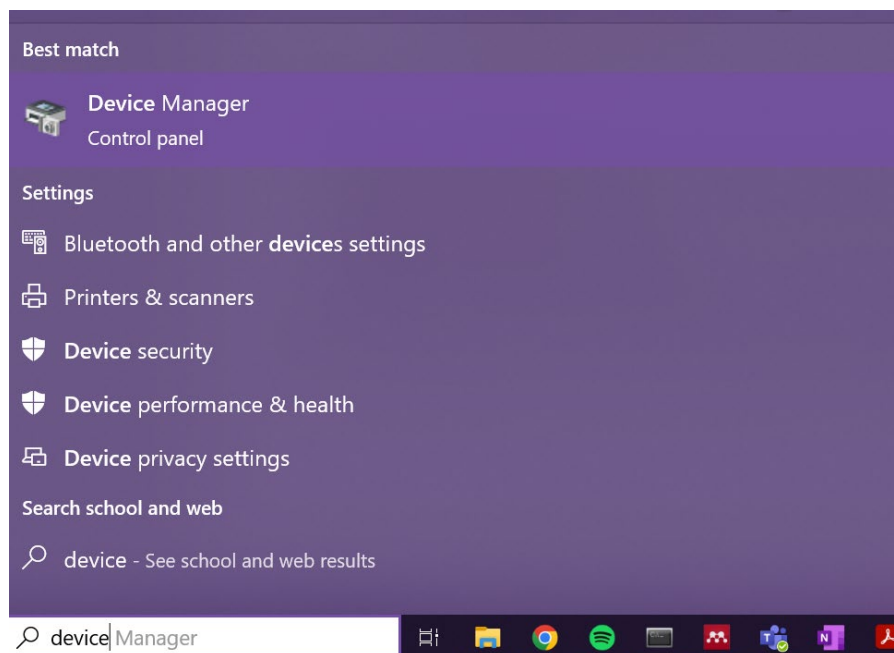 Best match
Device Manager
Control panel
Settings
Bluetooth and other devices settings
Printers & scanners
Device security
Device performance & health
Device privacy settings
Search school and web
device - See school and web results
device Manager